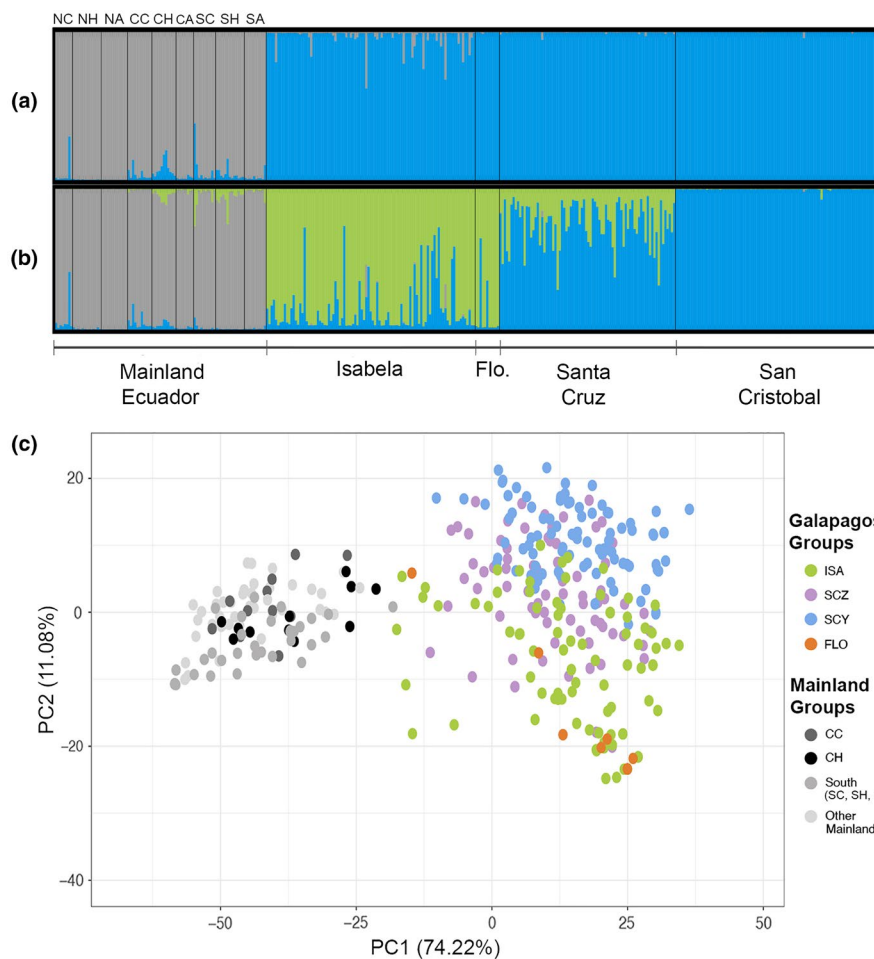 NC NH NA CC CH CA SC SH SA
(a)
(b)
Mainland Ecuador
Isabela
Flo.
Santa Cruz
San Cristobal
(c)
PC2 (11.08%)
20
0
−20
−40
−50
−25
0
25
50
PC1 (74.22%)
Galapagos
Groups
ISA
SCZ
SCY
FLO
Mainland
Groups
CC
CH
South
(SC, SH,
Other
Mainland